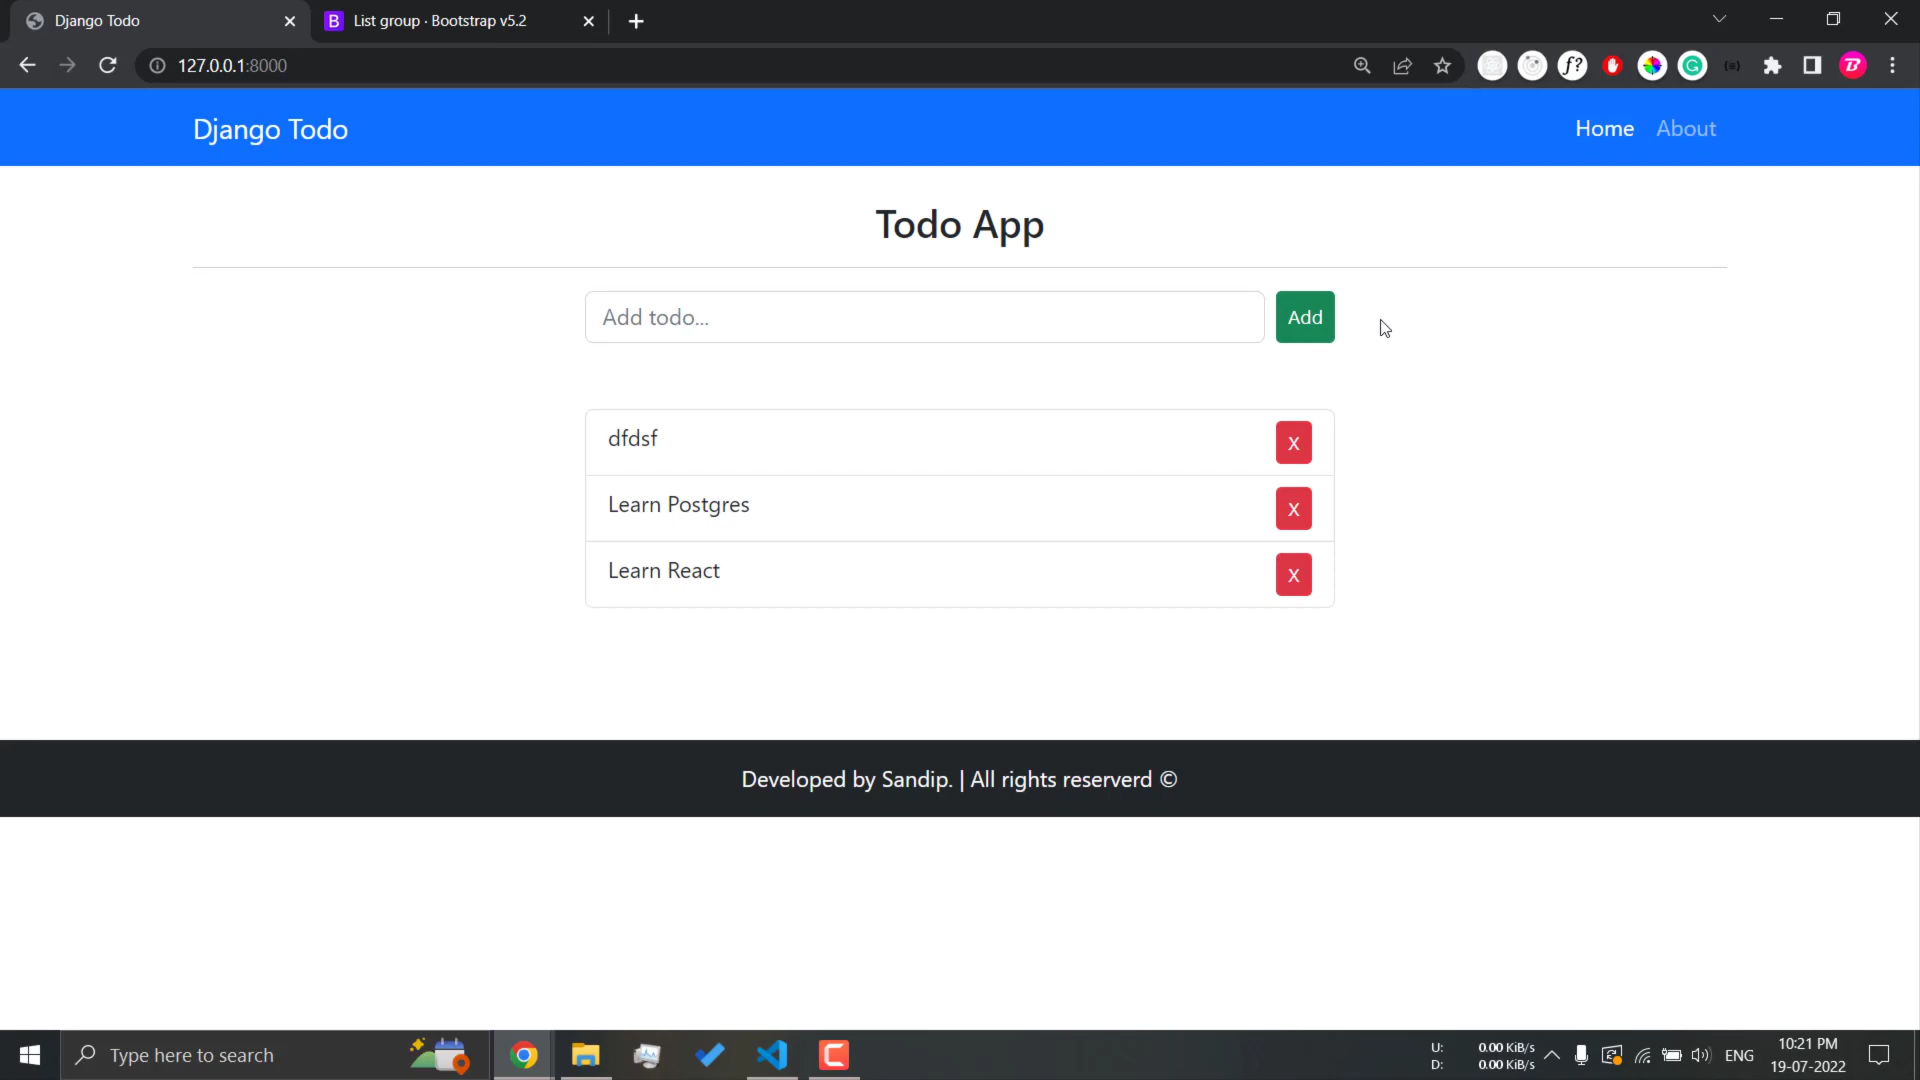 Django Todo
List group · Bootstrap v5.2
127.0.0.1:8000
Django Todo
Home
About
Todo App
Add todo...
Add
dfdsf
X
Learn Postgres
X
Learn React
X
Developed by Sandip. | All rights reserverd ©
Type here to search
U: 0.00 KiB/s
D: 0.00 KiB/s
ENG
10:21 PM
19-07-2022